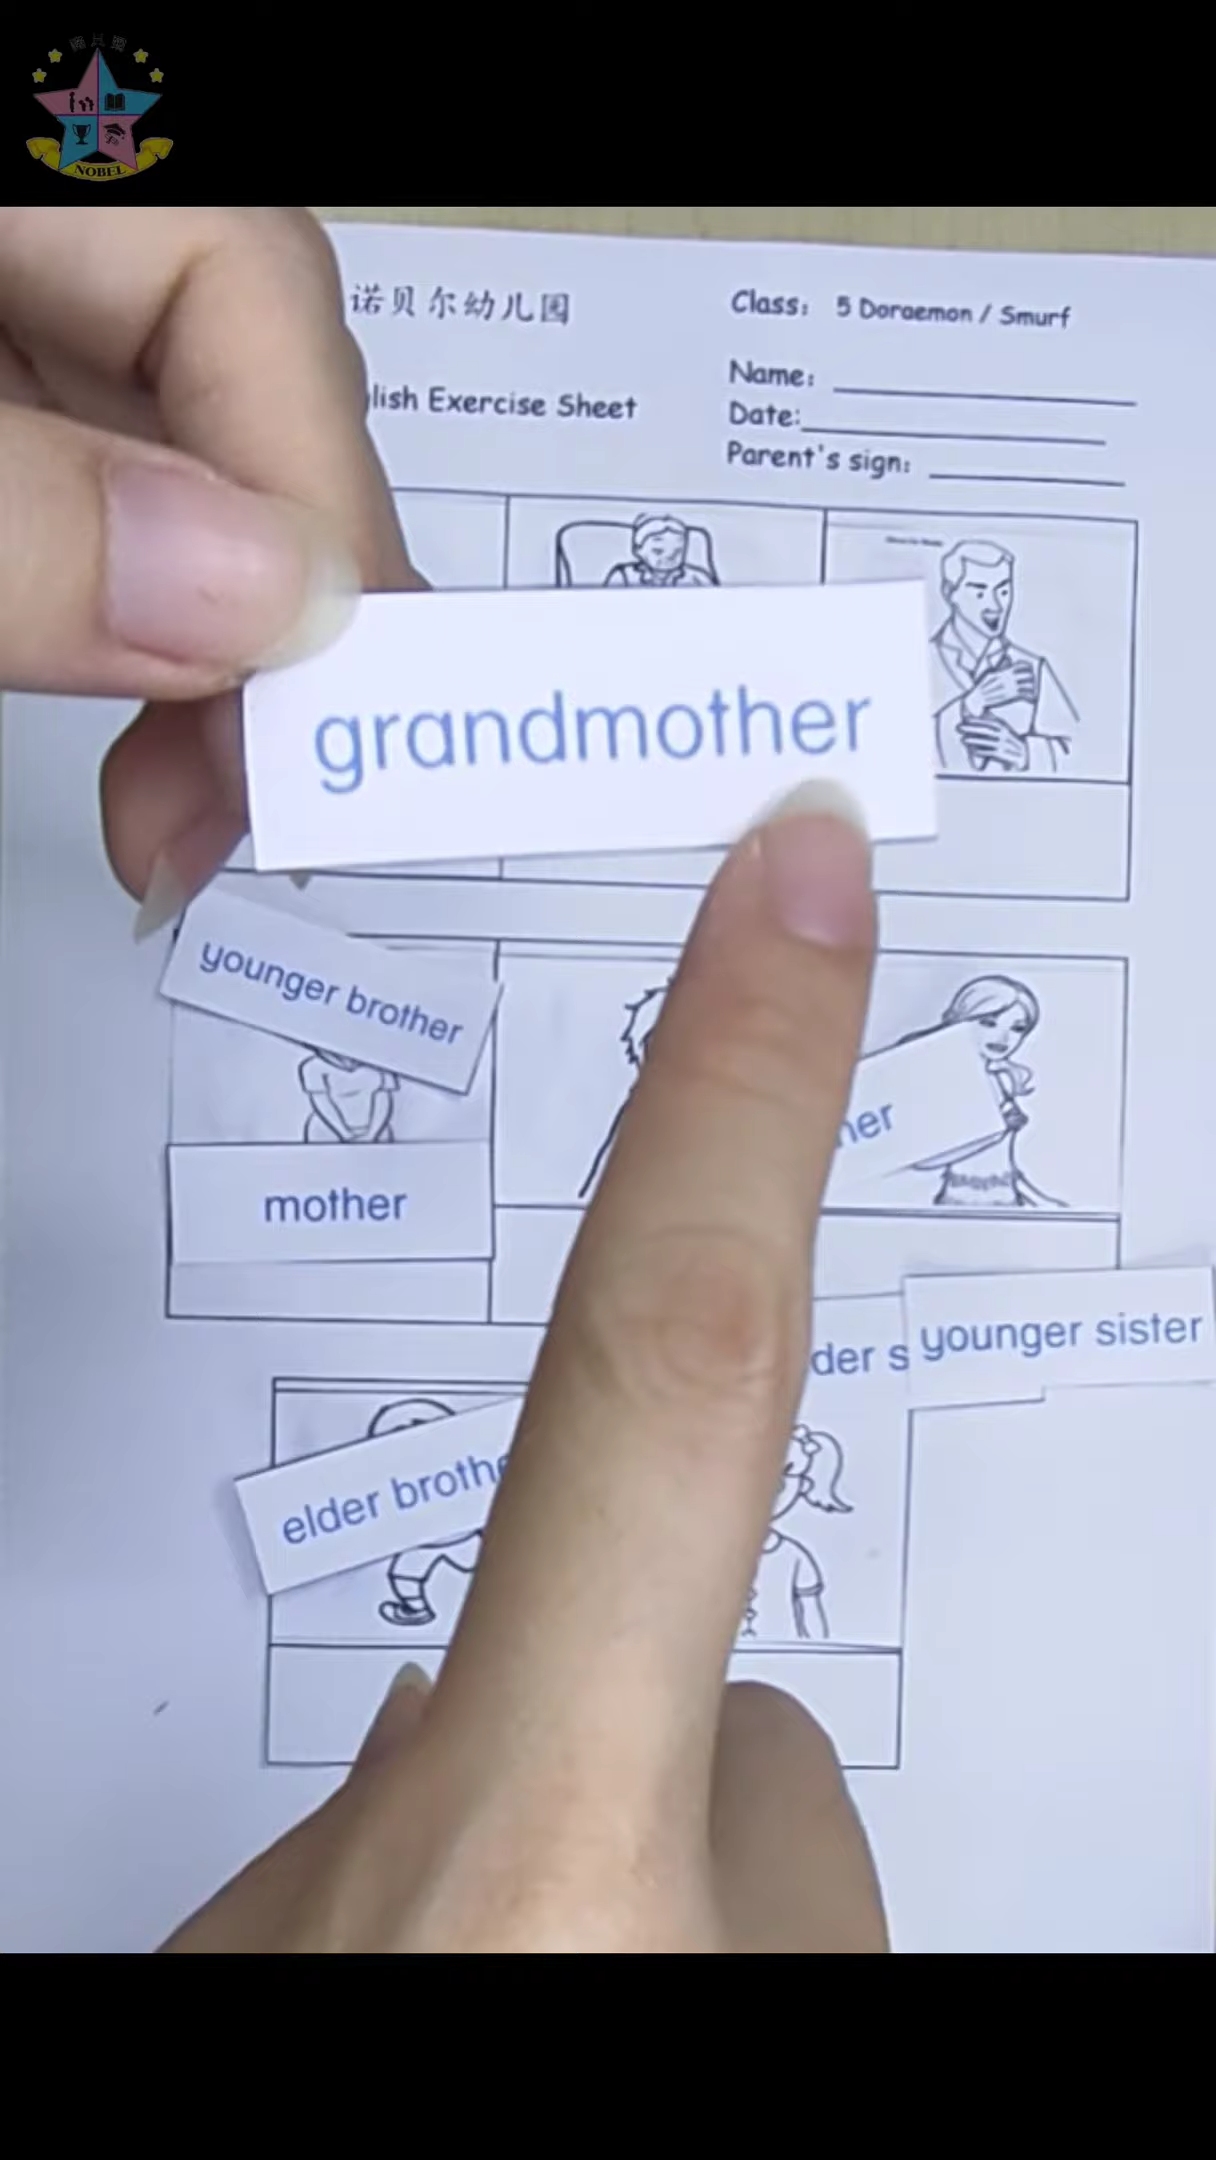 NOBEL
诺贝尔幼儿园
Class: 5 Doraemon / Smurf
lish Exercise Sheet
Name:
Date:
Parent's sign:
grandmother
younger brother
her
mother
der s
younger sister
elder brothe